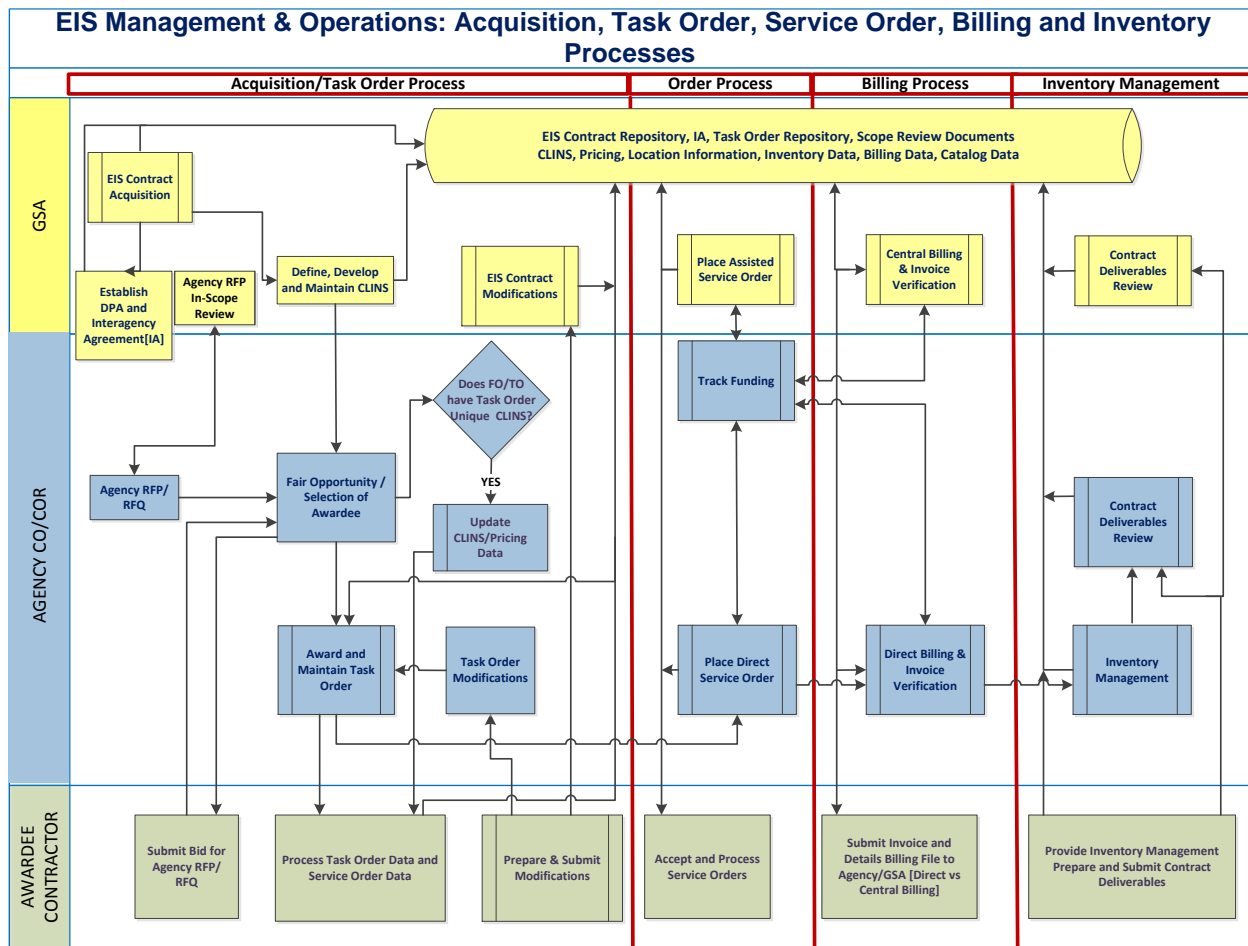 EIS Management & Operations: Acquisition, Task Order, Service Order, Billing and Inventory
Processes
Acquisition/Task Order Process
Order Process
Billing Process
Inventory Management
GSA
EIS Contract Repository, IA, Task Order Repository, Scope Review Documents
CLINS, Pricing, Location Information, Inventory Data, Billing Data, Catalog Data
EIS Contract
Acquisition
Establish
DPA and
Interagency
Agreement[IA]
Agency RFP
In-Scope
Review
Define, Develop
and Maintain CLINS
EIS Contract
Modifications
Place Assisted
Service Order
Central Billing
& Invoice
Verification
Contract
Deliverables
Review
AGENCY CO/COR
Does FO/TO
have Task Order
Unique CLINS?
YES
Track Funding
Agency RFP/
RFQ
Fair Opportunity /
Selection of
Awardee
Update
CLINS/Pricing
Data
Contract
Deliverables
Review
Award and
Maintain Task
Order
Task Order
Modifications
Place Direct
Service Order
Direct Billing &
Invoice
Verification
Inventory
Management
AWARDEE
CONTRACTOR
Submit Bid for
Agency RFP/
RFQ
Process Task Order Data and
Service Order Data
Prepare & Submit
Modifications
Accept and Process
Service Orders
Submit Invoice and
Details Billing File to
Agency/GSA [Direct vs
Central Billing]
Provide Inventory Management
Prepare and Submit Contract
Deliverables